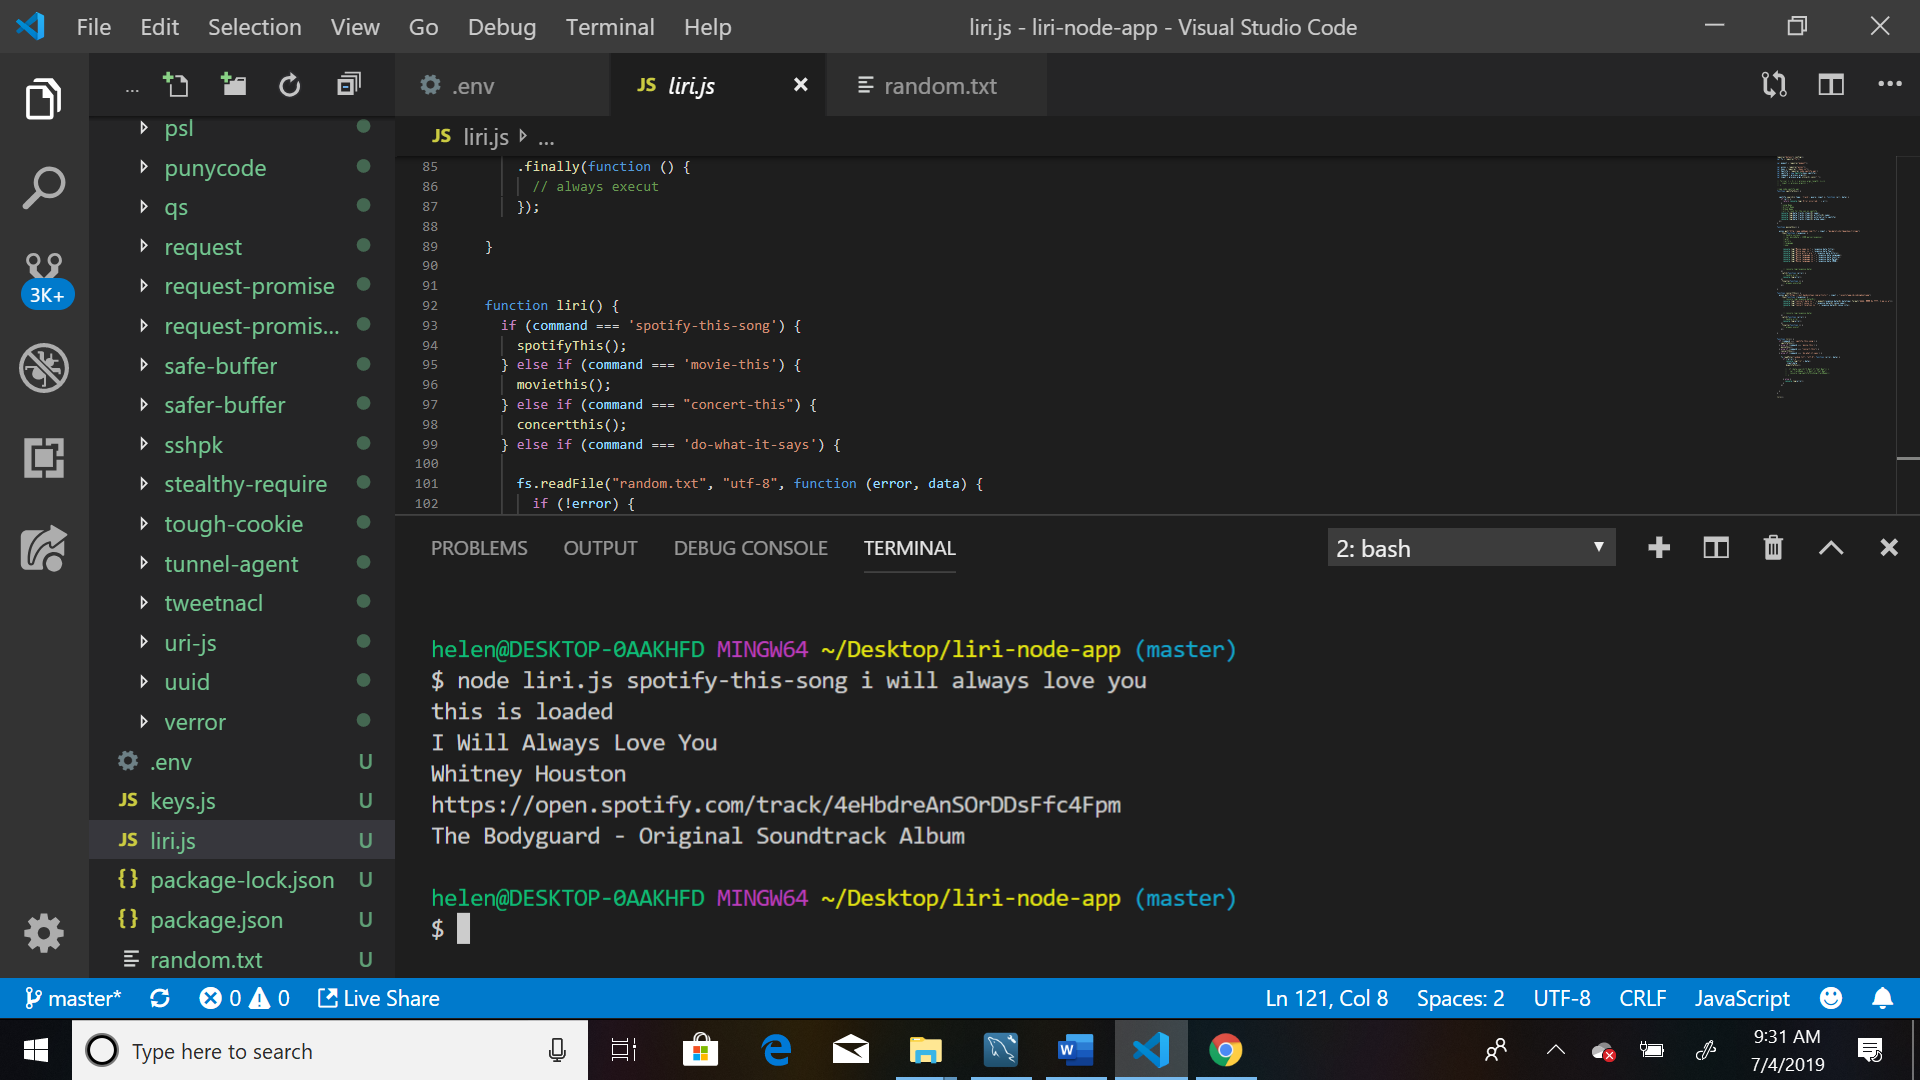 File Edit Selection View Go Debug Terminal Help
liri.js - liri-node-app - Visual Studio Code
...
.env
JS liri.js
random.txt
JS liri.js ...
psl
punycode
qs
request
request-promise
request-promis...
safe-buffer
safer-buffer
sshpk
stealthy-require
tough-cookie
tunnel-agent
tweetnacl
uri-js
uuid
verror
.env U
JS keys.js U
JS liri.js U
{} package-lock.json U
{} package.json U
random.txt U
3K+
85 .finally(function () {
86 // always execut
87 });
88
89 }
90
91
92 function liri() {
93 if (command === 'spotify-this-song') {
94 spotifyThis();
95 } else if (command === 'movie-this') {
96 moviethis();
97 } else if (command === "concert-this") {
98 concertthis();
99 } else if (command === 'do-what-it-says') {
100
101 fs.readFile("random.txt", "utf-8", function (error, data) {
102 if (!error) {
PROBLEMS OUTPUT DEBUG CONSOLE TERMINAL
2: bash
helen@DESKTOP-0AAKHFD MINGW64 ~/Desktop/liri-node-app (master)
$ node liri.js spotify-this-song i will always love you
this is loaded
I Will Always Love You
Whitney Houston
https://open.spotify.com/track/4eHbdreAnSOrDDsFfc4Fpm
The Bodyguard - Original Soundtrack Album
helen@DESKTOP-0AAKHFD MINGW64 ~/Desktop/liri-node-app (master)
$
master* 0 0 Live Share
Ln 121, Col 8 Spaces: 2 UTF-8 CRLF JavaScript
Type here to search
9:31 AM
7/4/2019